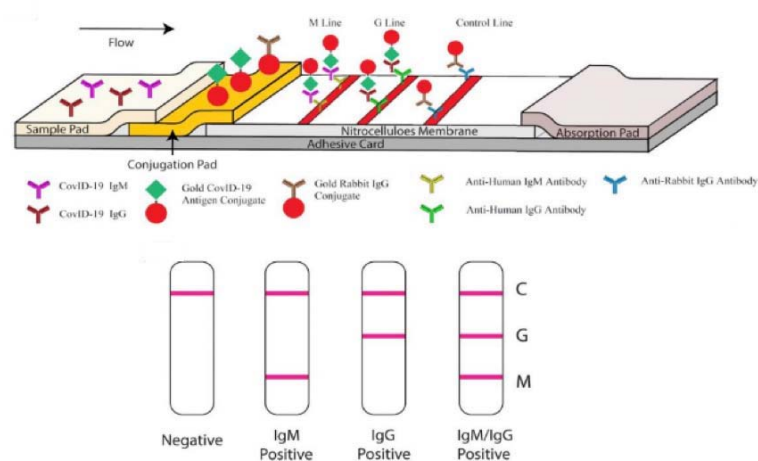 Flow
M Line
G Line
Control Line
Sample Pad
Nitrocelluloes Membrane
Absorption Pad
Adhesive Card
Conjugation Pad
CovID-19 IgM
CovID-19 IgG
Gold CovID-19
Antigen Conjugate
Gold Rabbit IgG
Conjugate
Anti-Human IgM Antibody
Anti-Human IgG Antibody
Anti-Rabbit IgG Antibody
C
G
M
Negative
IgM
Positive
IgG
Positive
IgM/IgG
Positive